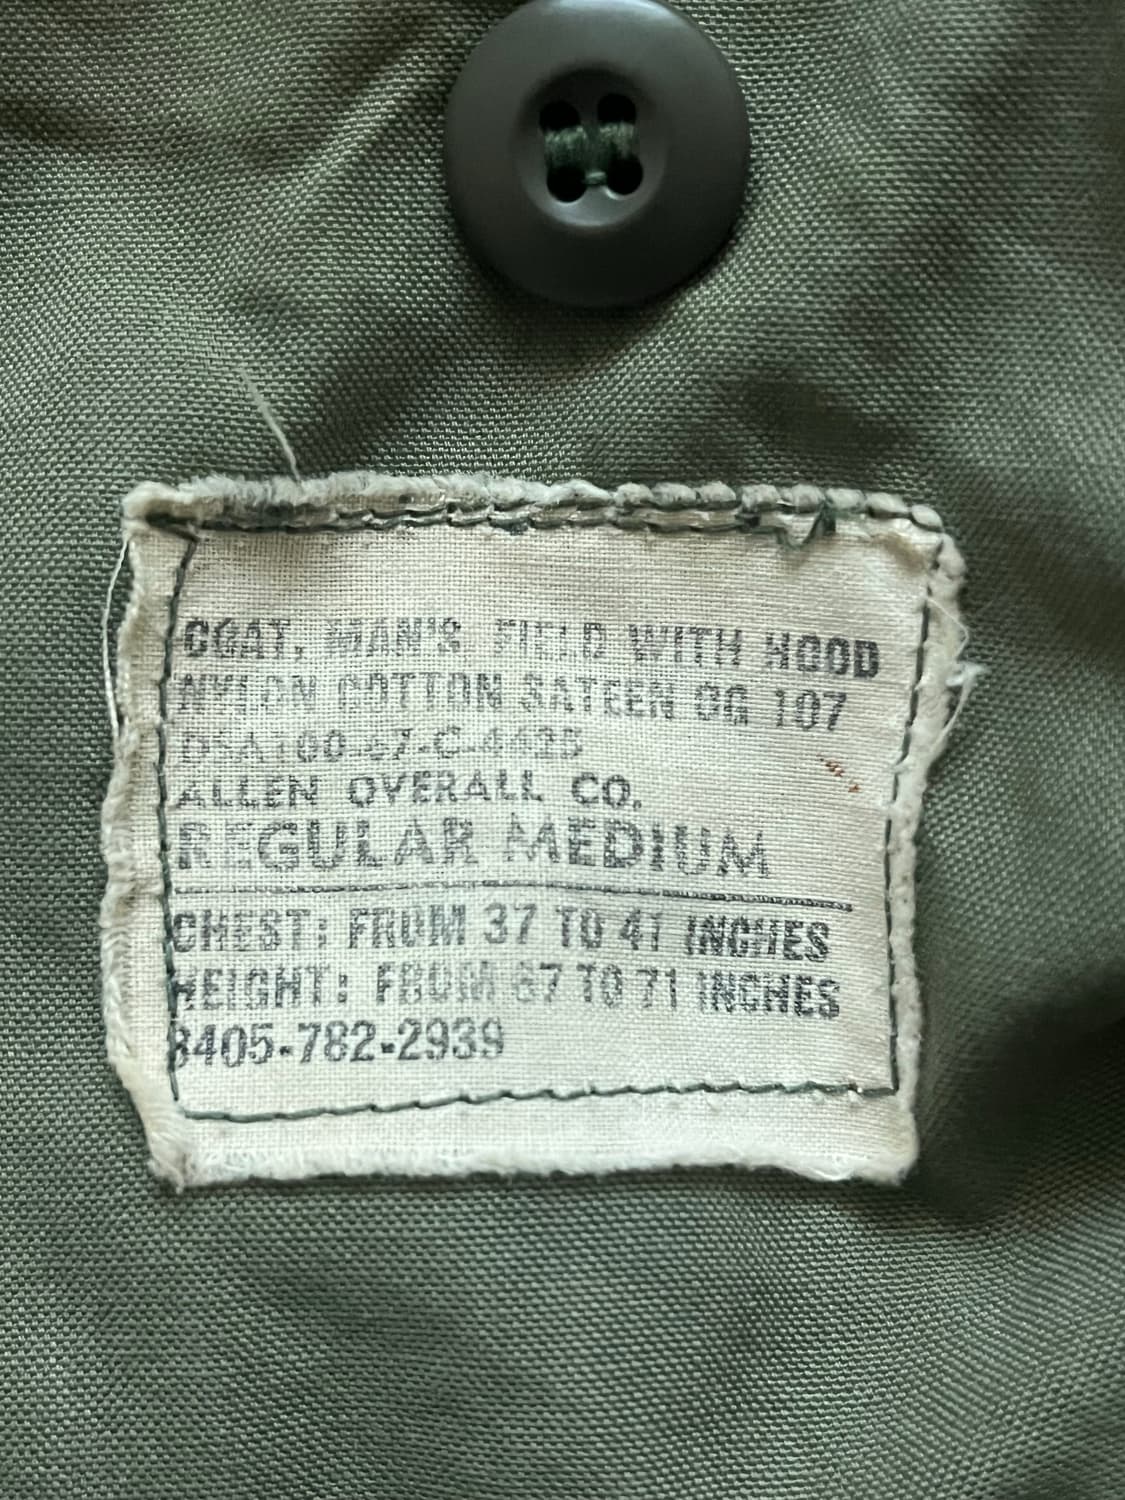 COAT, MAN'S FIELD WITH HOOD
NYLON COTTON SATEEN OG 107
DSA100-67-C-4435
ALLEN OVERALL CO.
REGULAR MEDIUM
CHEST: FROM 37 TO 41 INCHES
HEIGHT: FROM 67 TO 71 INCHES
8405-782-2939